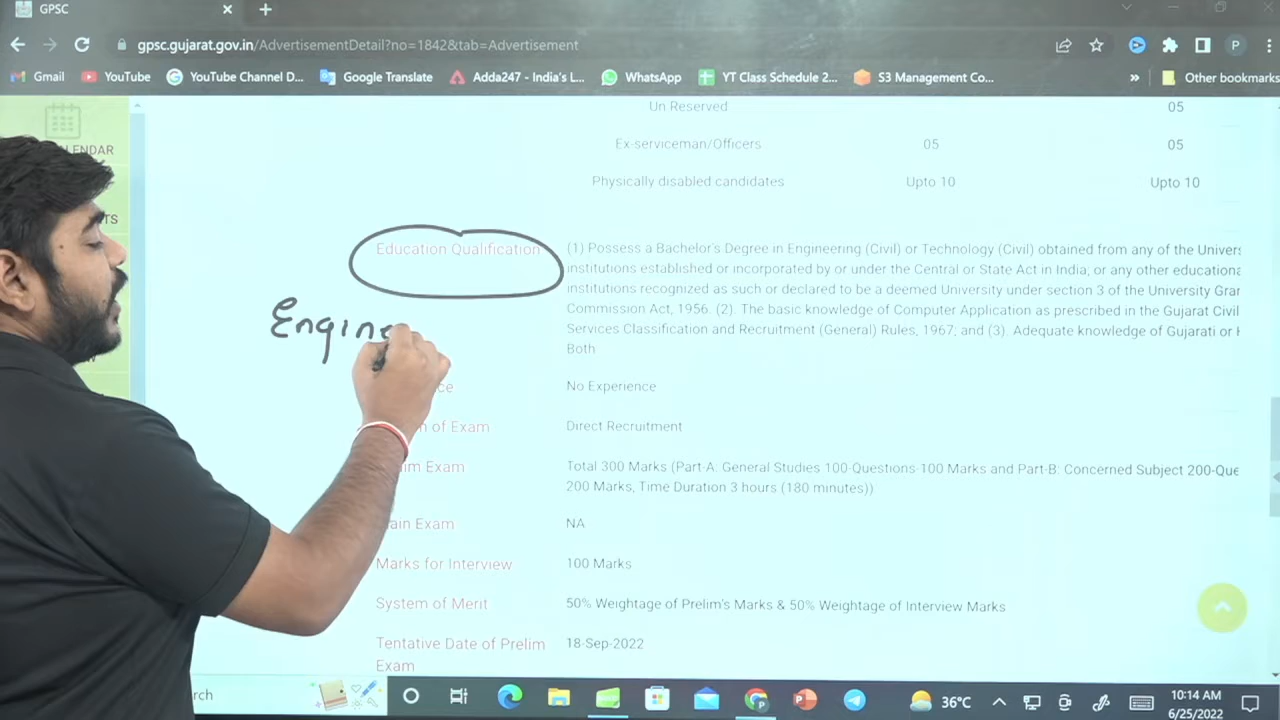 GPSC
gpsc.gujarat.gov.in/AdvertisementDetail?no=1842&tab=Advertisement
Gmail YouTube YouTube Channel D... Google Translate Adda247 - India's L... WhatsApp YT Class Schedule 2... S3 Management Co... » Other bookmarks
Un Reserved 05
Ex-serviceman/Officers 05 05
Physically disabled candidates Upto 10 Upto 10
Education Qualification (1) Possess a Bachelor's Degree in Engineering (Civil) or Technology (Civil) obtained from any of the
institutions established or incorporated by or under the Central or State Act in India; or any other
institutions recognized as such or declared to be a deemed University under section 3 of the University
Commission Act, 1956. (2). The basic knowledge of Computer Application as prescribed in the Gujarat Civil
Services Classification and Recruitment (General) Rules, 1967; and (3). Adequate knowledge of Gujarati or
Both
Engine
No Experience
of Exam Direct Recruitment
Exam Total 300 Marks (Part-A: General Studies 100-Questions-100 Marks and Part-B: Concerned Subject
200 Marks, Time Duration 3 hours (180 minutes))
Exam NA
Marks for Interview 100 Marks
System of Merit 50% Weightage of Prelim's Marks & 50% Weightage of Interview Marks
Tentative Date of Prelim 18-Sep-2022
Exam
36°C 10:14 AM
6/25/2022